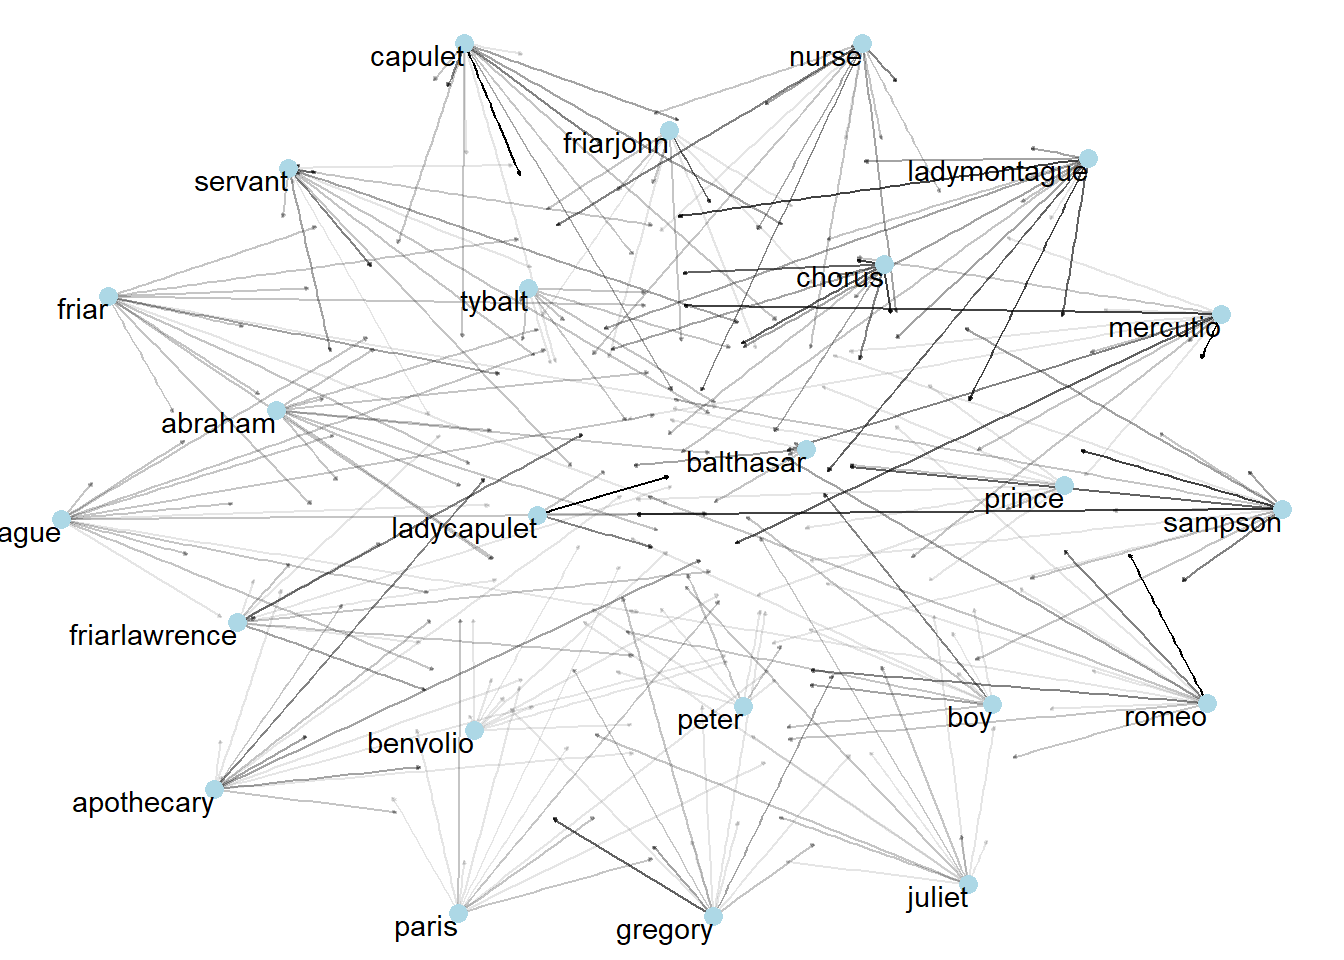 capulet
nurse
friarjohn
ladymontague
servant
chorus
friar
tybalt
mercutio
abraham
balthasar
prince
sampson
ague
ladycapulet
friarlawrence
peter
boy
romeo
benvolio
apothecary
juliet
paris
gregory